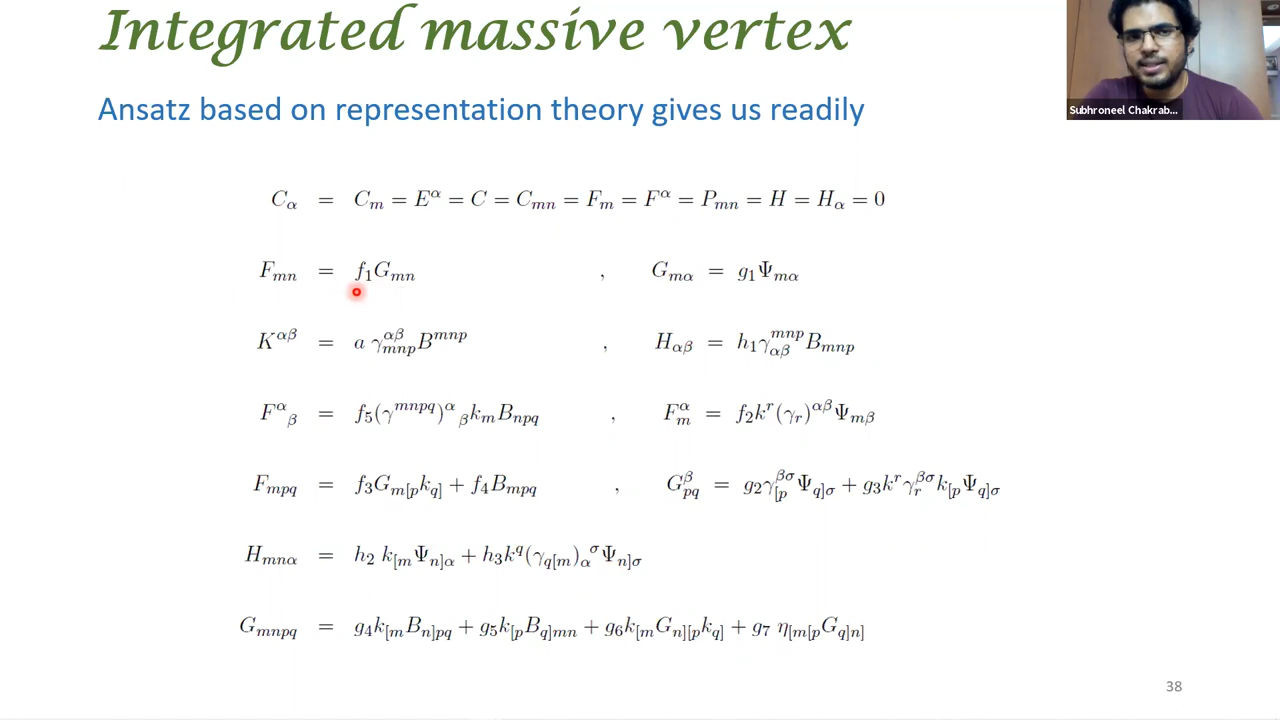 Integrated massive vertex
Subhroneel Chakrab...
Ansatz based on representation theory gives us readily
C_α = C_m = E^α = C = C_mn = F_m = F^α = P_mn = H = H_α = 0
F_mn = f_1 G_mn , G_mα = g_1 Ψ_mα
K^αβ = a γ^αβ_mnp B^mnp , H_αβ = h_1 γ^mnp_αβ B_mnp
F^α_β = f_5 (γ^mnpq)^α_β k_m B_npq , F^α_m = f_2 k^r (γ_r)^αβ Ψ_mβ
F_mpq = f_3 G_m[p k_q] + f_4 B_mpq , G^β_pq = g_2 γ^βσ_[p Ψ_q]σ + g_3 k^r γ^βσ_r k_[p Ψ_q]σ
H_mnα = h_2 k_[m Ψ_n]α + h_3 k^q (γ_q[m)_α^σ Ψ_n]σ
G_mnpq = g_4 k_[m B_n]pq + g_5 k_[p B_q]mn + g_6 k_[m G_n][p k_q] + g_7 η_[m[p G_q]n]
38